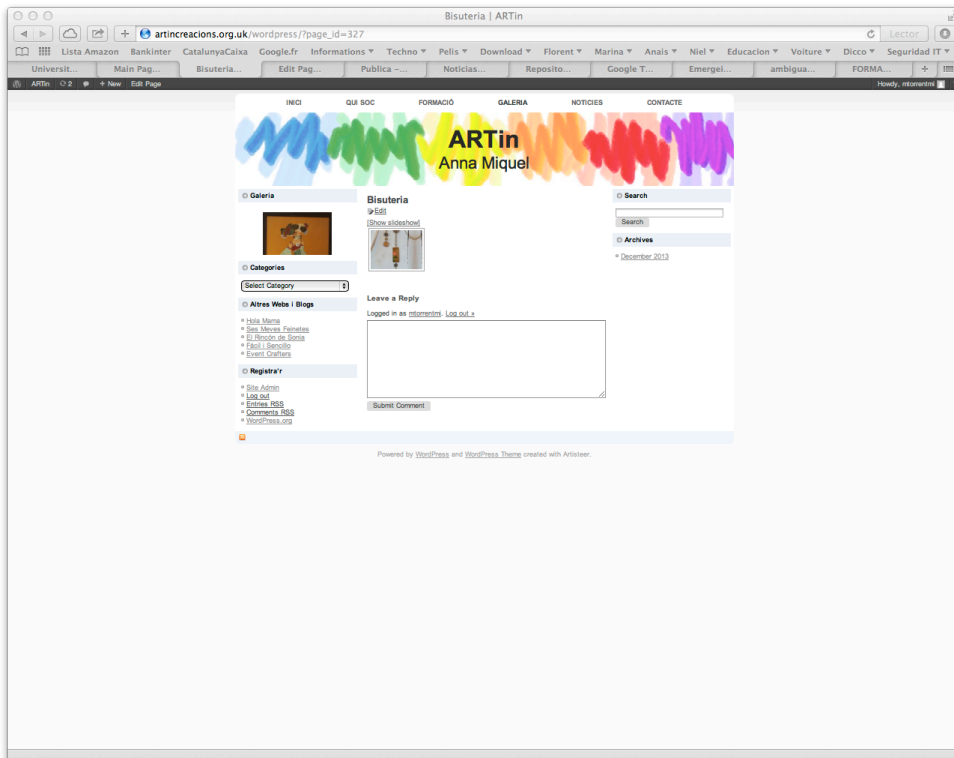 Bisuteria | ARTin
artincreacions.org.uk/wordpress/?page_id=327
Lector
Lista Amazon Bankinter CatalunyaCaixa Google.fr Informations Techno Pelis Download Florent Marina Anais Niel Educacion Voiture Dicco Seguridad IT
Universit... Main Pag... Bisuteria... Edit Pag... Publica -... Noticias... Reposito... Google T... Emergei... ambigua... FORMA...
ARTin 2 + New Edit Page Howdy, mtorrentmi
INICI QUI SOC FORMACIÓ GALERIA NOTICIES CONTACTE
ARTin
Anna Miquel
Galeria
Categories
Select Category
Altres Webs i Blogs
Hola Mama
Ses Meves Feinetes
El Rincón de Sonia
Fàcil i Sencillo
Event Crafters
Registra'r
Site Admin
Log out
Entries RSS
Comments RSS
WordPress.org
Bisuteria
Edit
[Show slideshow]
Leave a Reply
Logged in as mtorrentmi. Log out »
Submit Comment
Search
Search
Archives
December 2013
Powered by WordPress and WordPress Theme created with Artisteer.